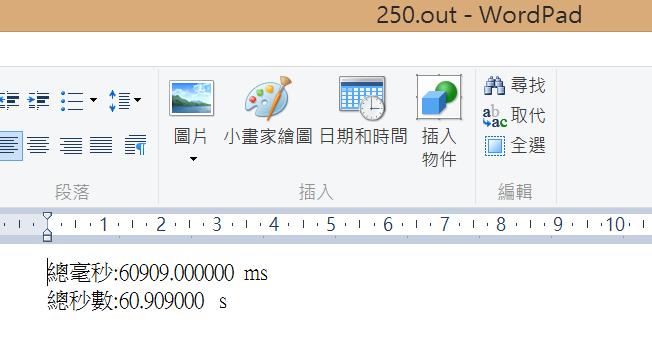 250.out - WordPad
圖片
小畫家繪圖
日期和時間
插入
物件
尋找
取代
全選
段落
插入
編輯
1 2 3 4 5 6 7 8 9 10
總毫秒:60909.000000 ms
總秒數:60.909000 s